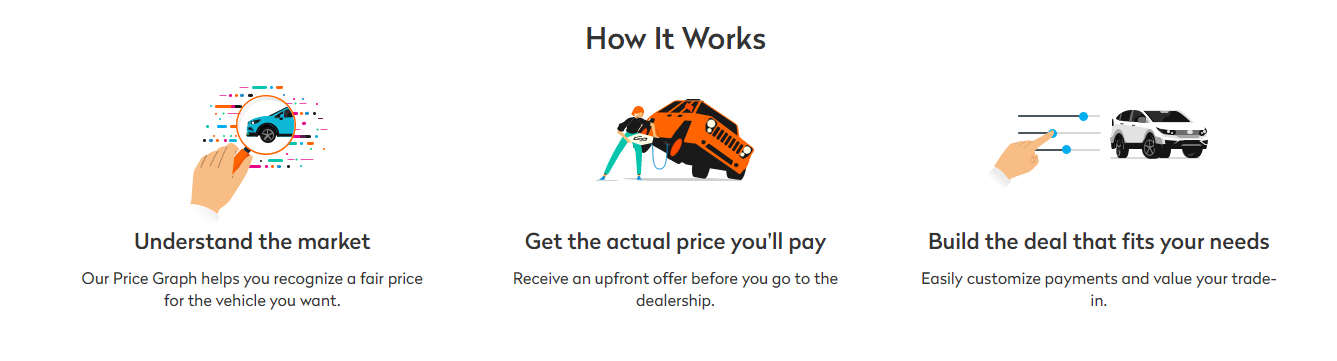 How It Works
Understand the market
Our Price Graph helps you recognize a fair price
for the vehicle you want.
Get the actual price you'll pay
Receive an upfront offer before you go to the
dealership.
Build the deal that fits your needs
Easily customize payments and value your trade-
in.